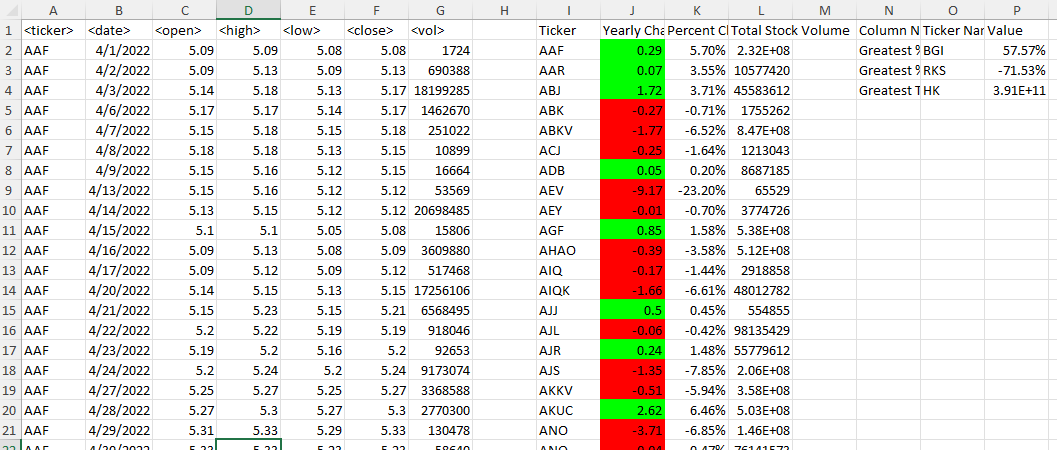 A B C D E F G H I J K L M N O P
1 <ticker> <date> <open> <high> <low> <close> <vol> Ticker Yearly Cha Percent Cl Total Stock Volume Column N Ticker Nar Value
2 AAF 4/1/2022 5.09 5.09 5.08 5.08 1724 AAF 0.29 5.70% 2.32E+08 Greatest % BGI 57.57%
3 AAF 4/2/2022 5.09 5.13 5.09 5.13 690388 AAR 0.07 3.55% 10577420 Greatest % RKS -71.53%
4 AAF 4/3/2022 5.14 5.18 5.13 5.17 18199285 ABJ 1.72 3.71% 45583612 Greatest T HK 3.91E+11
5 AAF 4/6/2022 5.17 5.17 5.14 5.17 1462670 ABK -0.27 -0.71% 1755262
6 AAF 4/7/2022 5.15 5.18 5.15 5.18 251022 ABKV -1.77 -6.52% 8.47E+08
7 AAF 4/8/2022 5.18 5.18 5.13 5.15 10899 ACJ -0.25 -1.64% 1213043
8 AAF 4/9/2022 5.15 5.16 5.12 5.15 16664 ADB 0.05 0.20% 8687185
9 AAF 4/13/2022 5.15 5.16 5.12 5.12 53569 AEV -9.17 -23.20% 65529
10 AAF 4/14/2022 5.13 5.15 5.12 5.12 20698485 AEY -0.01 -0.70% 3774726
11 AAF 4/15/2022 5.1 5.1 5.05 5.08 15806 AGF 0.85 1.58% 5.38E+08
12 AAF 4/16/2022 5.09 5.13 5.08 5.09 3609880 AHAO -0.39 -3.58% 5.12E+08
13 AAF 4/17/2022 5.09 5.12 5.09 5.12 517468 AIQ -0.17 -1.44% 2918858
14 AAF 4/20/2022 5.14 5.15 5.13 5.14 17256106 AIQK -1.66 -6.61% 48012782
15 AAF 4/21/2022 5.15 5.23 5.15 5.21 6568495 AJJ 0.5 0.45% 554855
16 AAF 4/22/2022 5.2 5.22 5.19 5.19 918046 AJL -0.06 -0.42% 98135429
17 AAF 4/23/2022 5.19 5.2 5.16 5.2 92653 AJR 0.24 1.48% 55779612
18 AAF 4/24/2022 5.2 5.24 5.2 5.24 9173074 AJS -1.35 -7.85% 2.06E+08
19 AAF 4/27/2022 5.25 5.27 5.25 5.27 3368588 AKKV -0.51 -5.94% 3.58E+08
20 AAF 4/28/2022 5.27 5.3 5.27 5.3 2770300 AKUC 2.62 6.46% 5.03E+08
21 AAF 4/29/2022 5.31 5.33 5.29 5.33 130478 ANO -3.71 -6.85% 1.46E+08